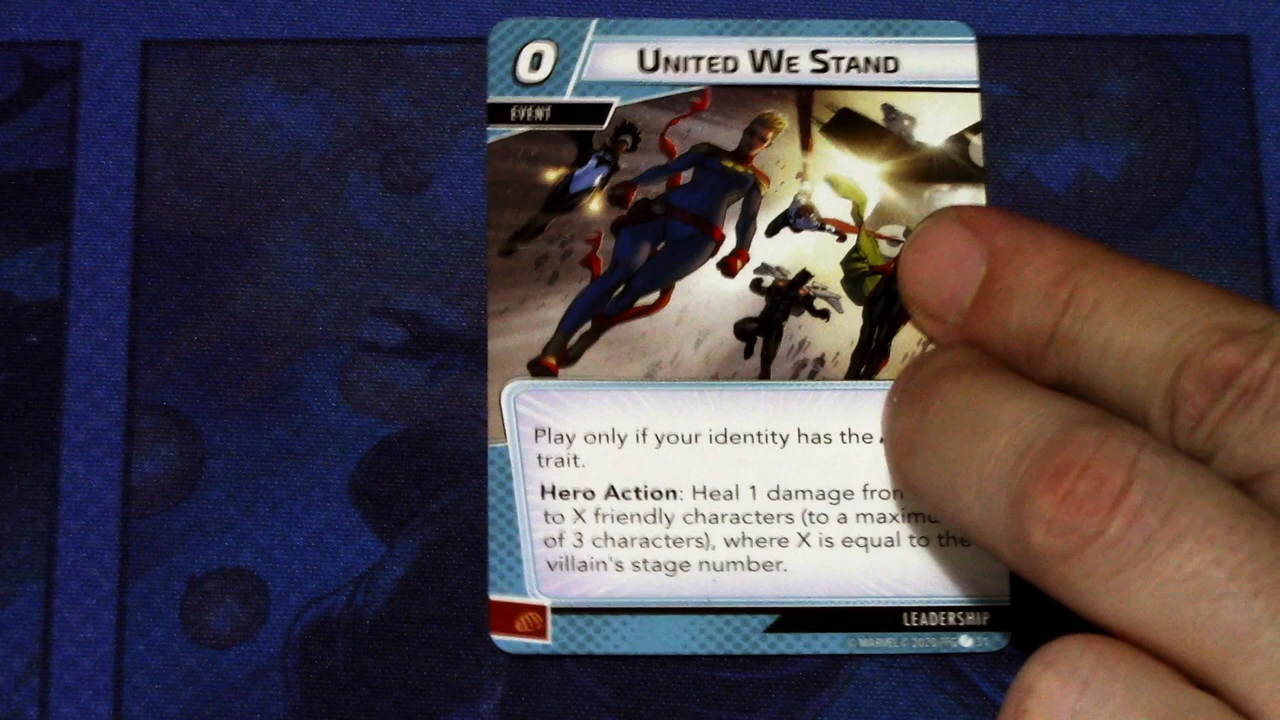 0
UNITED WE STAND
EVENT
Play only if your identity has the
trait.
Hero Action: Heal 1 damage from
to X friendly characters (to a
of 3 characters), where X is equal to the
villain's stage number.
LEADERSHIP
© MARVEL © 2020 FFG